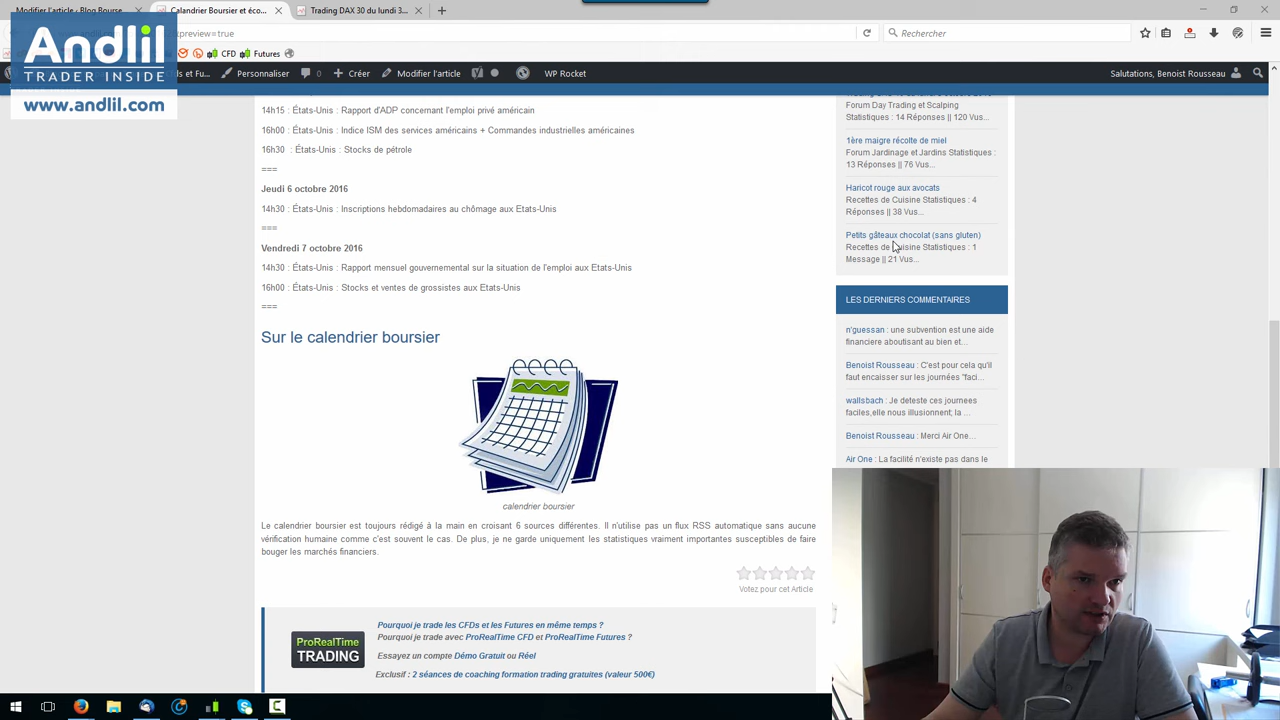 Modifier l'article ‹ Blog Ri...
Calendrier Boursier et éco...
Trading DAX 30 du lundi 3 ...
preview=true
Rechercher
CFD
Futures
Personnaliser
0
Créer
Modifier l'article
WP Rocket
Salutations, Benoist Rousseau
Andlil
TRADER INSIDE
www.andlil.com
14h15 : États-Unis : Rapport d'ADP concernant l'emploi privé américain
16h00 : États-Unis : Indice ISM des services américains + Commandes industrielles américaines
16h30 : États-Unis : Stocks de pétrole
===
Jeudi 6 octobre 2016
14h30 : États-Unis : Inscriptions hebdomadaires au chômage aux Etats-Unis
===
Vendredi 7 octobre 2016
14h30 : États-Unis : Rapport mensuel gouvernemental sur la situation de l'emploi aux Etats-Unis
16h00 : États-Unis : Stocks et ventes de grossistes aux Etats-Unis
===
Sur le calendrier boursier
calendrier boursier
Le calendrier boursier est toujours rédigé à la main en croisant 6 sources différentes. Il n'utilise pas un flux RSS automatique sans aucune
vérification humaine comme c'est souvent le cas. De plus, je ne garde uniquement les statistiques vraiment importantes susceptibles de faire
bouger les marchés financiers.
Votez pour cet Article
ProRealTime
TRADING
Pourquoi je trade les CFDs et les Futures en même temps ?
Pourquoi je trade avec ProRealTime CFD et ProRealTime Futures ?
Essayez un compte Démo Gratuit ou Réel
Exclusif : 2 séances de coaching formation trading gratuites (valeur 500€)
Forum Day Trading et Scalping
Statistiques : 14 Réponses || 120 Vus...
1ère maigre récolte de miel
Forum Jardinage et Jardins Statistiques :
13 Réponses || 76 Vus...
Haricot rouge aux avocats
Recettes de Cuisine Statistiques : 4
Réponses || 38 Vus...
Petits gâteaux chocolat (sans gluten)
Recettes de Cuisine Statistiques : 1
Message || 21 Vus...
LES DERNIERS COMMENTAIRES
n'guessan : une subvention est une aide
financiere aboutisant au bien et...
Benoist Rousseau : C'est pour cela qu'il
faut encaisser sur les journées "faci...
wallsbach : Je deteste ces journees
faciles,elle nous illusionnent; la ...
Benoist Rousseau : Merci Air One...
Air One : La facilité n'existe pas dans le